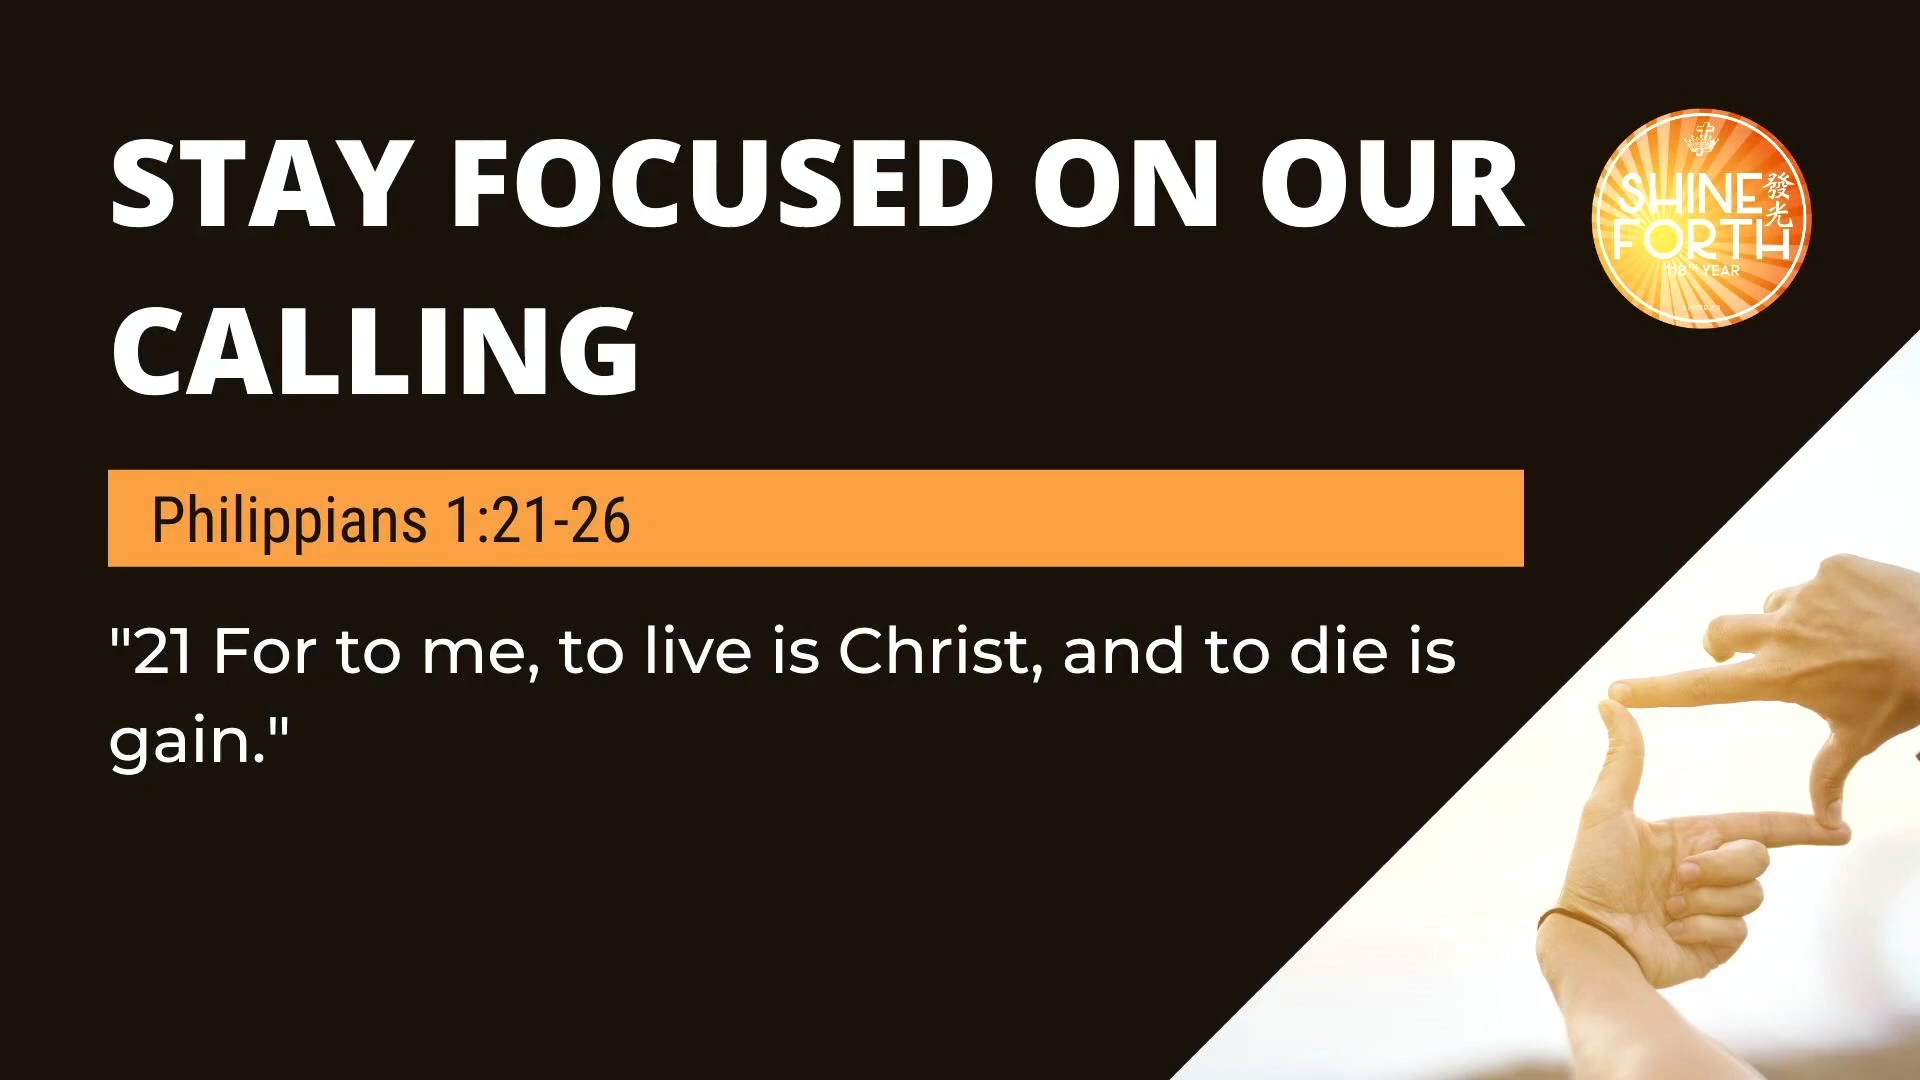 STAY FOCUSED ON OUR
CALLING
SHINE 發
FORTH 光
YEAR
Philippians 1:21-26
"21 For to me, to live is Christ, and to die is
gain."